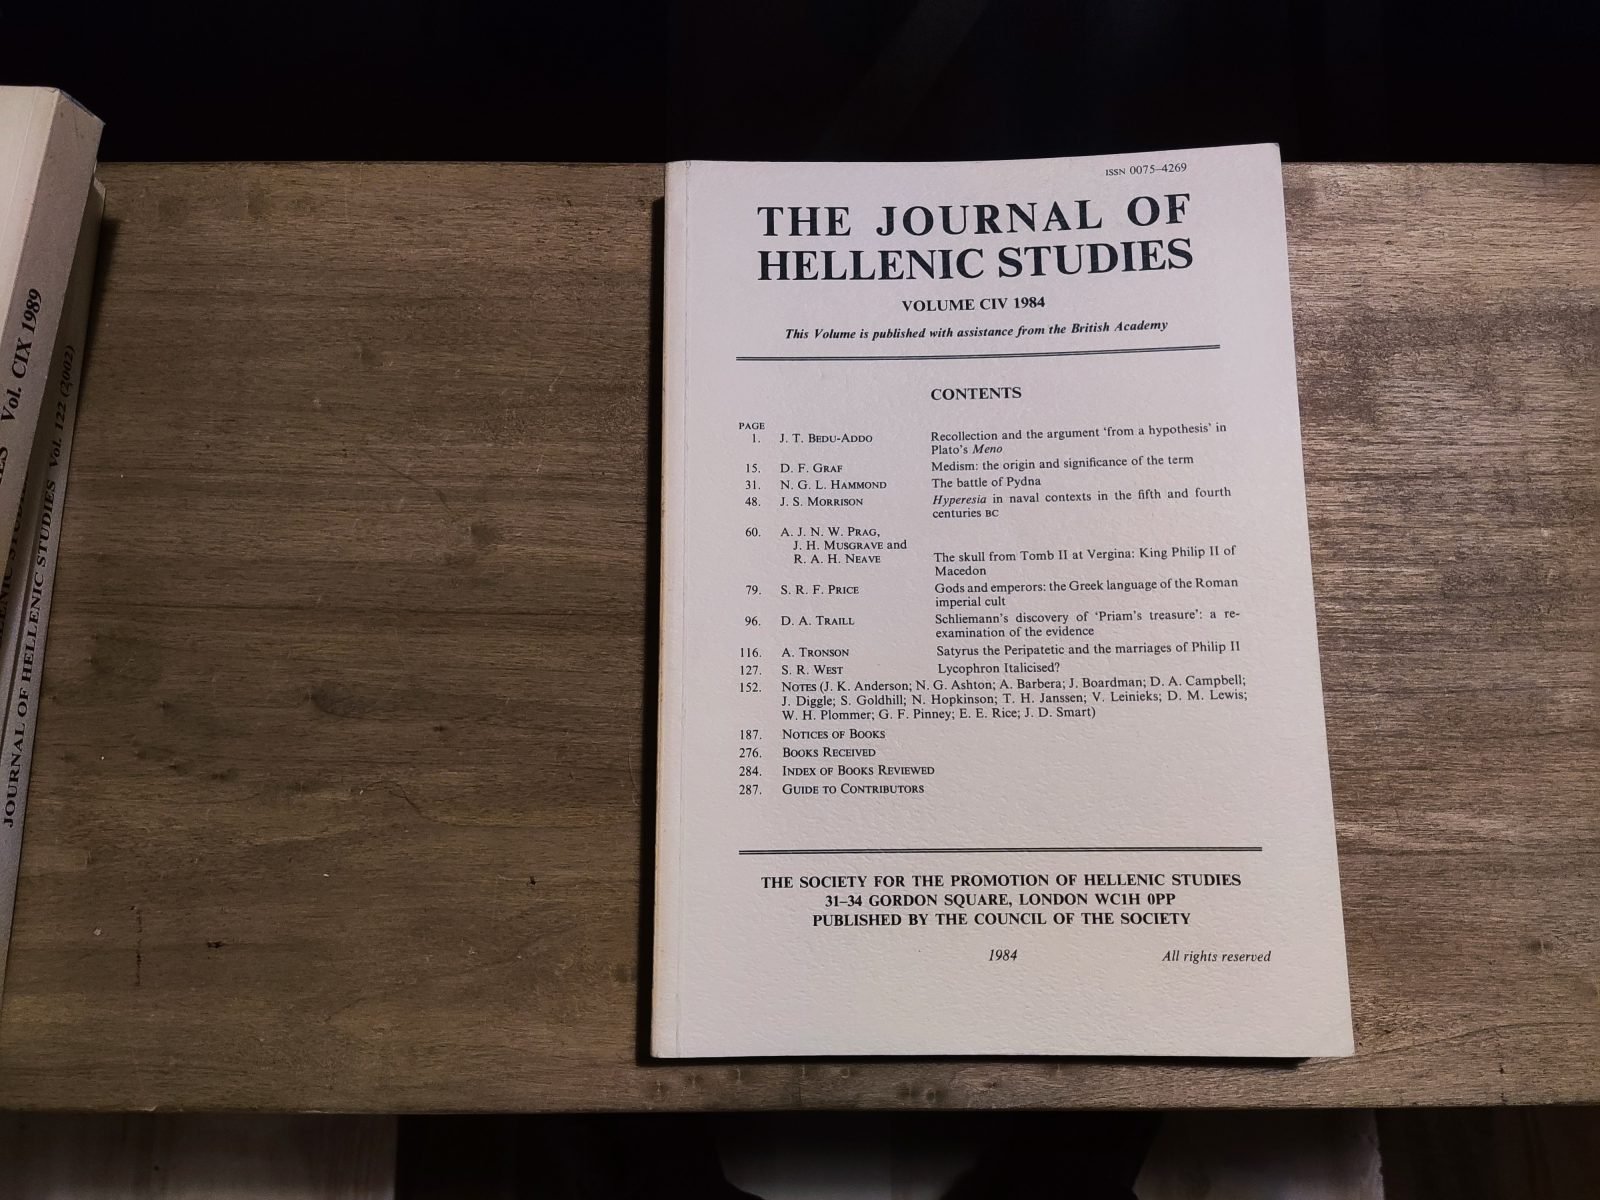 ISSN 0075–4269
THE JOURNAL OF
HELLENIC STUDIES
VOLUME CIV 1984
This Volume is published with assistance from the British Academy
CONTENTS
PAGE
1. J. T. BEDU-ADDO Recollection and the argument ‘from a hypothesis’ in
Plato’s Meno
15. D. F. GRAF Medism: the origin and significance of the term
31. N. G. L. HAMMOND The battle of Pydna
48. J. S. MORRISON Hyperesia in naval contexts in the fifth and fourth
centuries BC
60. A. J. N. W. PRAG,
J. H. MUSGRAVE and
R. A. H. NEAVE The skull from Tomb II at Vergina: King Philip II of
Macedon
79. S. R. F. PRICE Gods and emperors: the Greek language of the Roman
imperial cult
96. D. A. TRAILL Schliemann’s discovery of ‘Priam’s treasure’: a re-
examination of the evidence
116. A. TRONSON Satyrus the Peripatetic and the marriages of Philip II
127. S. R. WEST Lycophron Italicised?
152. NOTES (J. K. Anderson; N. G. Ashton; A. Barbera; J. Boardman; D. A. Campbell;
J. Diggle; S. Goldhill; N. Hopkinson; T. H. Janssen; V. Leinieks; D. M. Lewis;
W. H. Plommer; G. F. Pinney; E. E. Rice; J. D. Smart)
187. NOTICES OF BOOKS
276. BOOKS RECEIVED
284. INDEX OF BOOKS REVIEWED
287. GUIDE TO CONTRIBUTORS
THE SOCIETY FOR THE PROMOTION OF HELLENIC STUDIES
31–34 GORDON SQUARE, LONDON WC1H 0PP
PUBLISHED BY THE COUNCIL OF THE SOCIETY
1984 All rights reserved
Vol. CIX 1989
JOURNAL OF HELLENIC STUDIES Vol. 122 (2002)